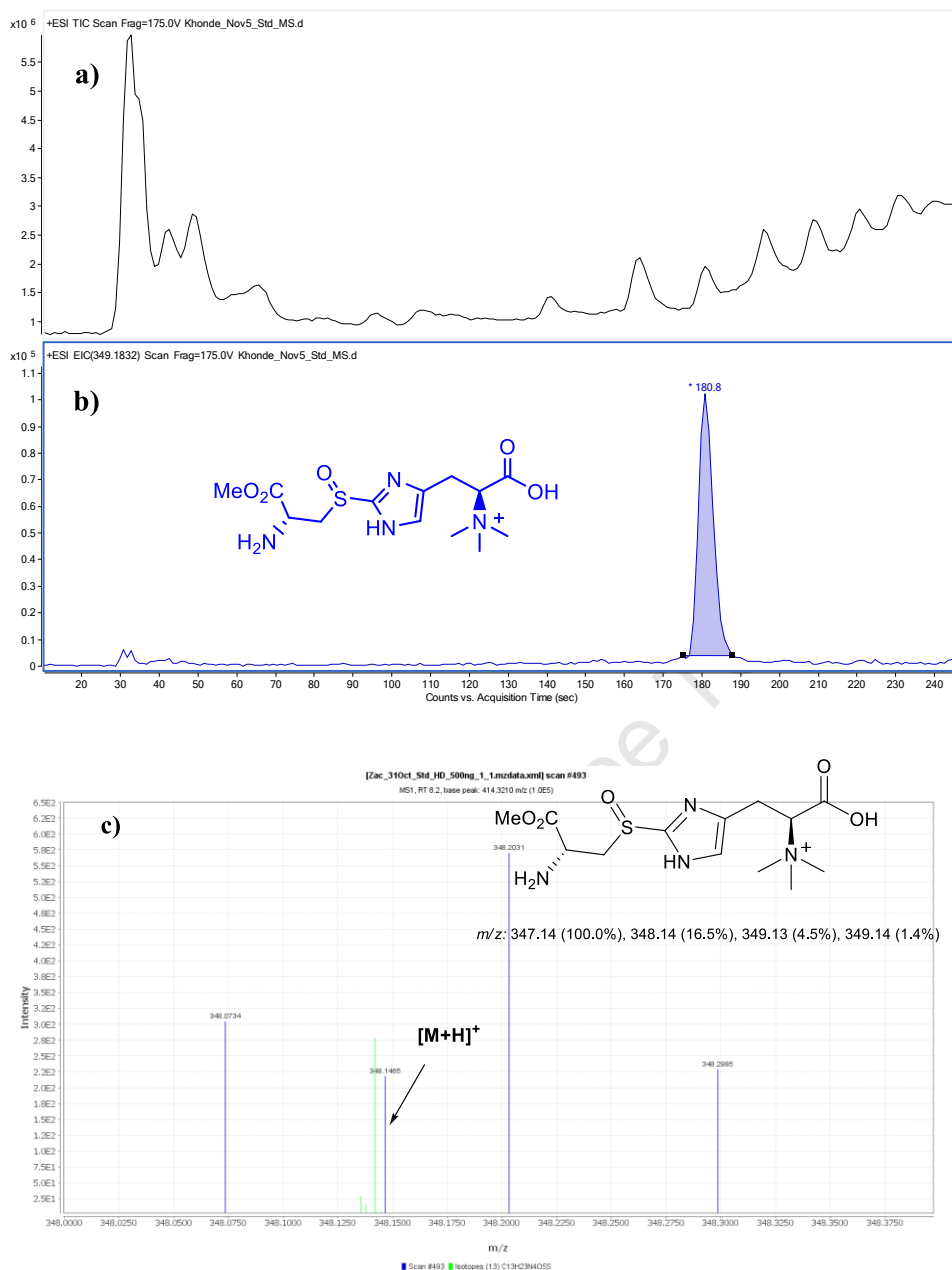 +ESI TIC Scan Frag=175.0V Khonde_Nov5_Std_MS.d
x10 6
a)
5.5
5
4.5
4
3.5
3
2.5
2
1.5
1
+ESI EIC(349.1832) Scan Frag=175.0V Khonde_Nov5_Std_MS.d
x10 5
* 180.8
b)
1.1
1
0.9
0.8
0.7
0.6
0.5
0.4
0.3
0.2
0.1
0
O
O
N
MeO2C
S
OH
N
+
H2N
HN
20 30 40 50 60 70 80 90 100 110 120 130 140 150 160 170 180 190 200 210 220 230 240
Counts vs. Acquisition Time (sec)
[Zac_31Oct_Std_HD_500ng_1_1.mzdata.xml] scan #493
MS1, RT 8.2, base peak: 414.3210 m/z (1.0E5)
c)
O
O
N
MeO2C
S
OH
N
+
H2N
HN
m/z: 347.14 (100.0%), 348.14 (16.5%), 349.13 (4.5%), 349.14 (1.4%)
[M+H]+
348.2031
348.0734
348.1465
348.2985
6.5E2
6.2E2
6.0E2
5.8E2
5.5E2
5.2E2
5.0E2
4.8E2
4.5E2
4.2E2
4.0E2
3.8E2
3.5E2
3.2E2
3.0E2
2.8E2
2.5E2
2.2E2
2.0E2
1.8E2
1.5E2
1.2E2
1.0E2
7.5E1
5.0E1
2.5E1
Intensity
348.0000 348.0250 348.0500 348.0750 348.1000 348.1250 348.1500 348.1750 348.2000 348.2250 348.2500 348.2750 348.3000 348.3250 348.3500 348.3750
m/z
Scan #493 Isotopes (13) C13H23N4O5S